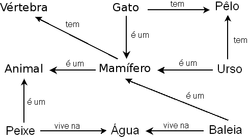 Vértebra Gato tem Pêlo
tem é um tem
Animal é um Mamífero é um Urso
é um é um
Peixe vive na Água vive na Baleia